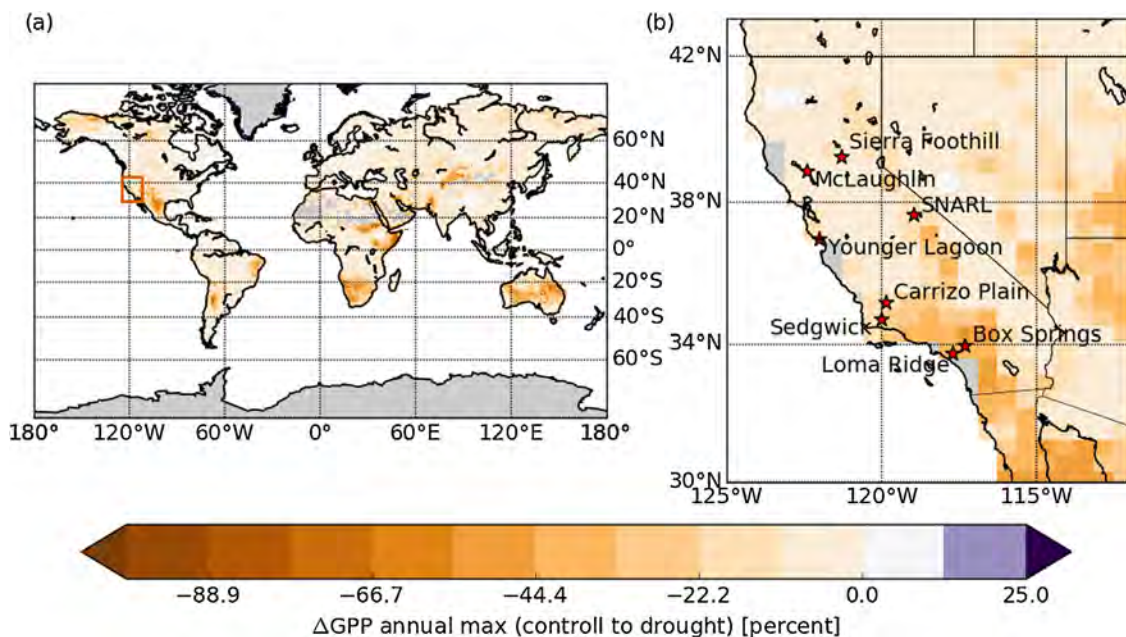 (a)
60°N
40°N
20°N
0°
20°S
40°S
60°S
180°
120°W
60°W
0°
60°E
120°E
180°
(b)
42°N
38°N
34°N
30°N
125°W
120°W
115°W
Sierra Foothill
McLaughlin
SNARL
Younger Lagoon
Carrizo Plain
Sedgwick
Box Springs
Loma Ridge
−88.9
−66.7
−44.4
−22.2
0.0
25.0
ΔGPP annual max (controll to drought) [percent]